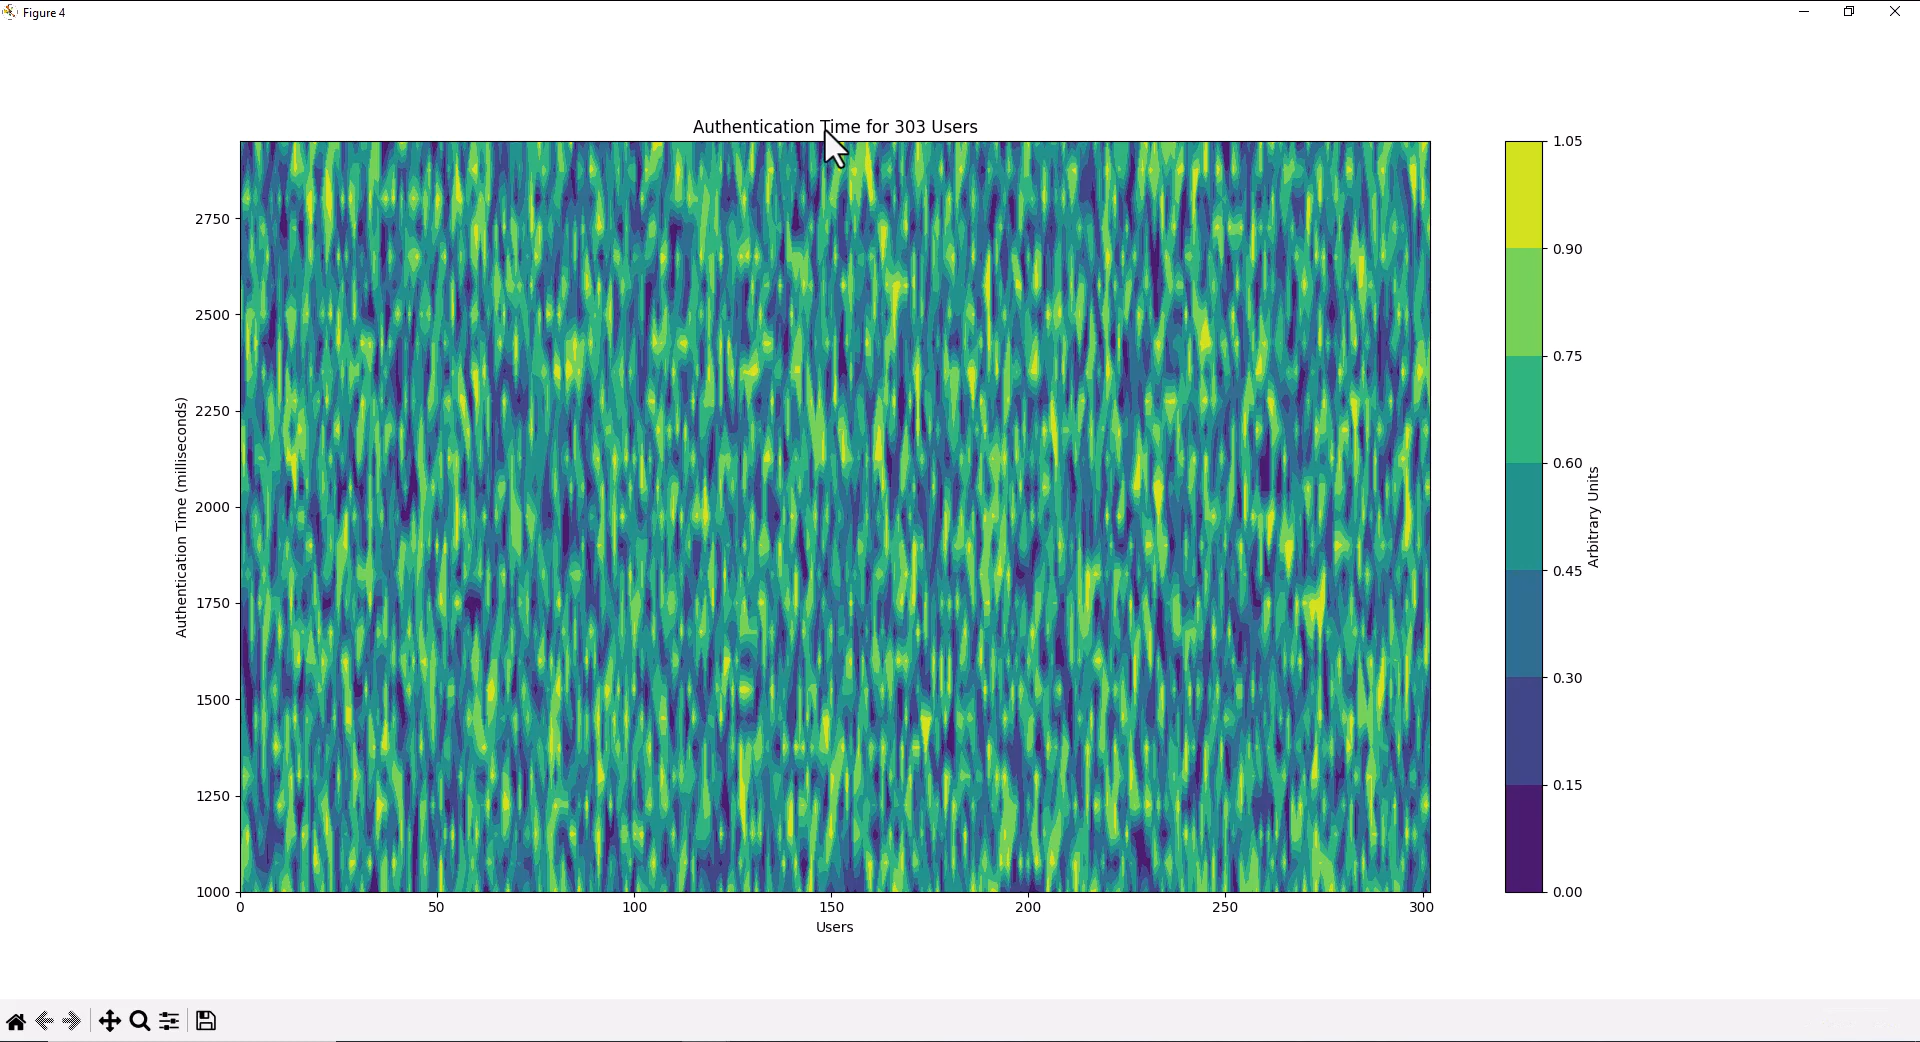 Figure 4
Authentication Time for 303 Users
Authentication Time (milliseconds)
2750
2500
2250
2000
1750
1500
1250
1000
0 50 100 150 200 250 300
Users
1.05
0.90
0.75
0.60
0.45
0.30
0.15
0.00
Arbitrary Units